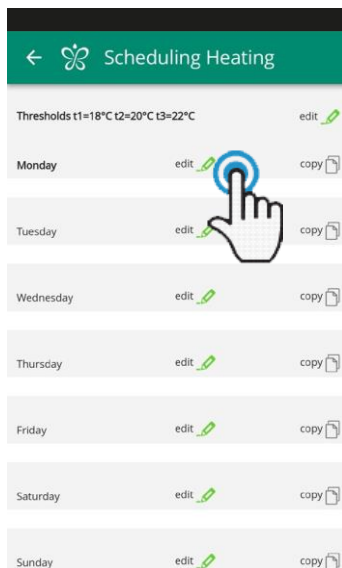 Scheduling Heating
Thresholds t1=18°C t2=20°C t3=22°C edit
Monday edit copy
Tuesday edit copy
Wednesday edit copy
Thursday edit copy
Friday edit copy
Saturday edit copy
Sunday edit copy